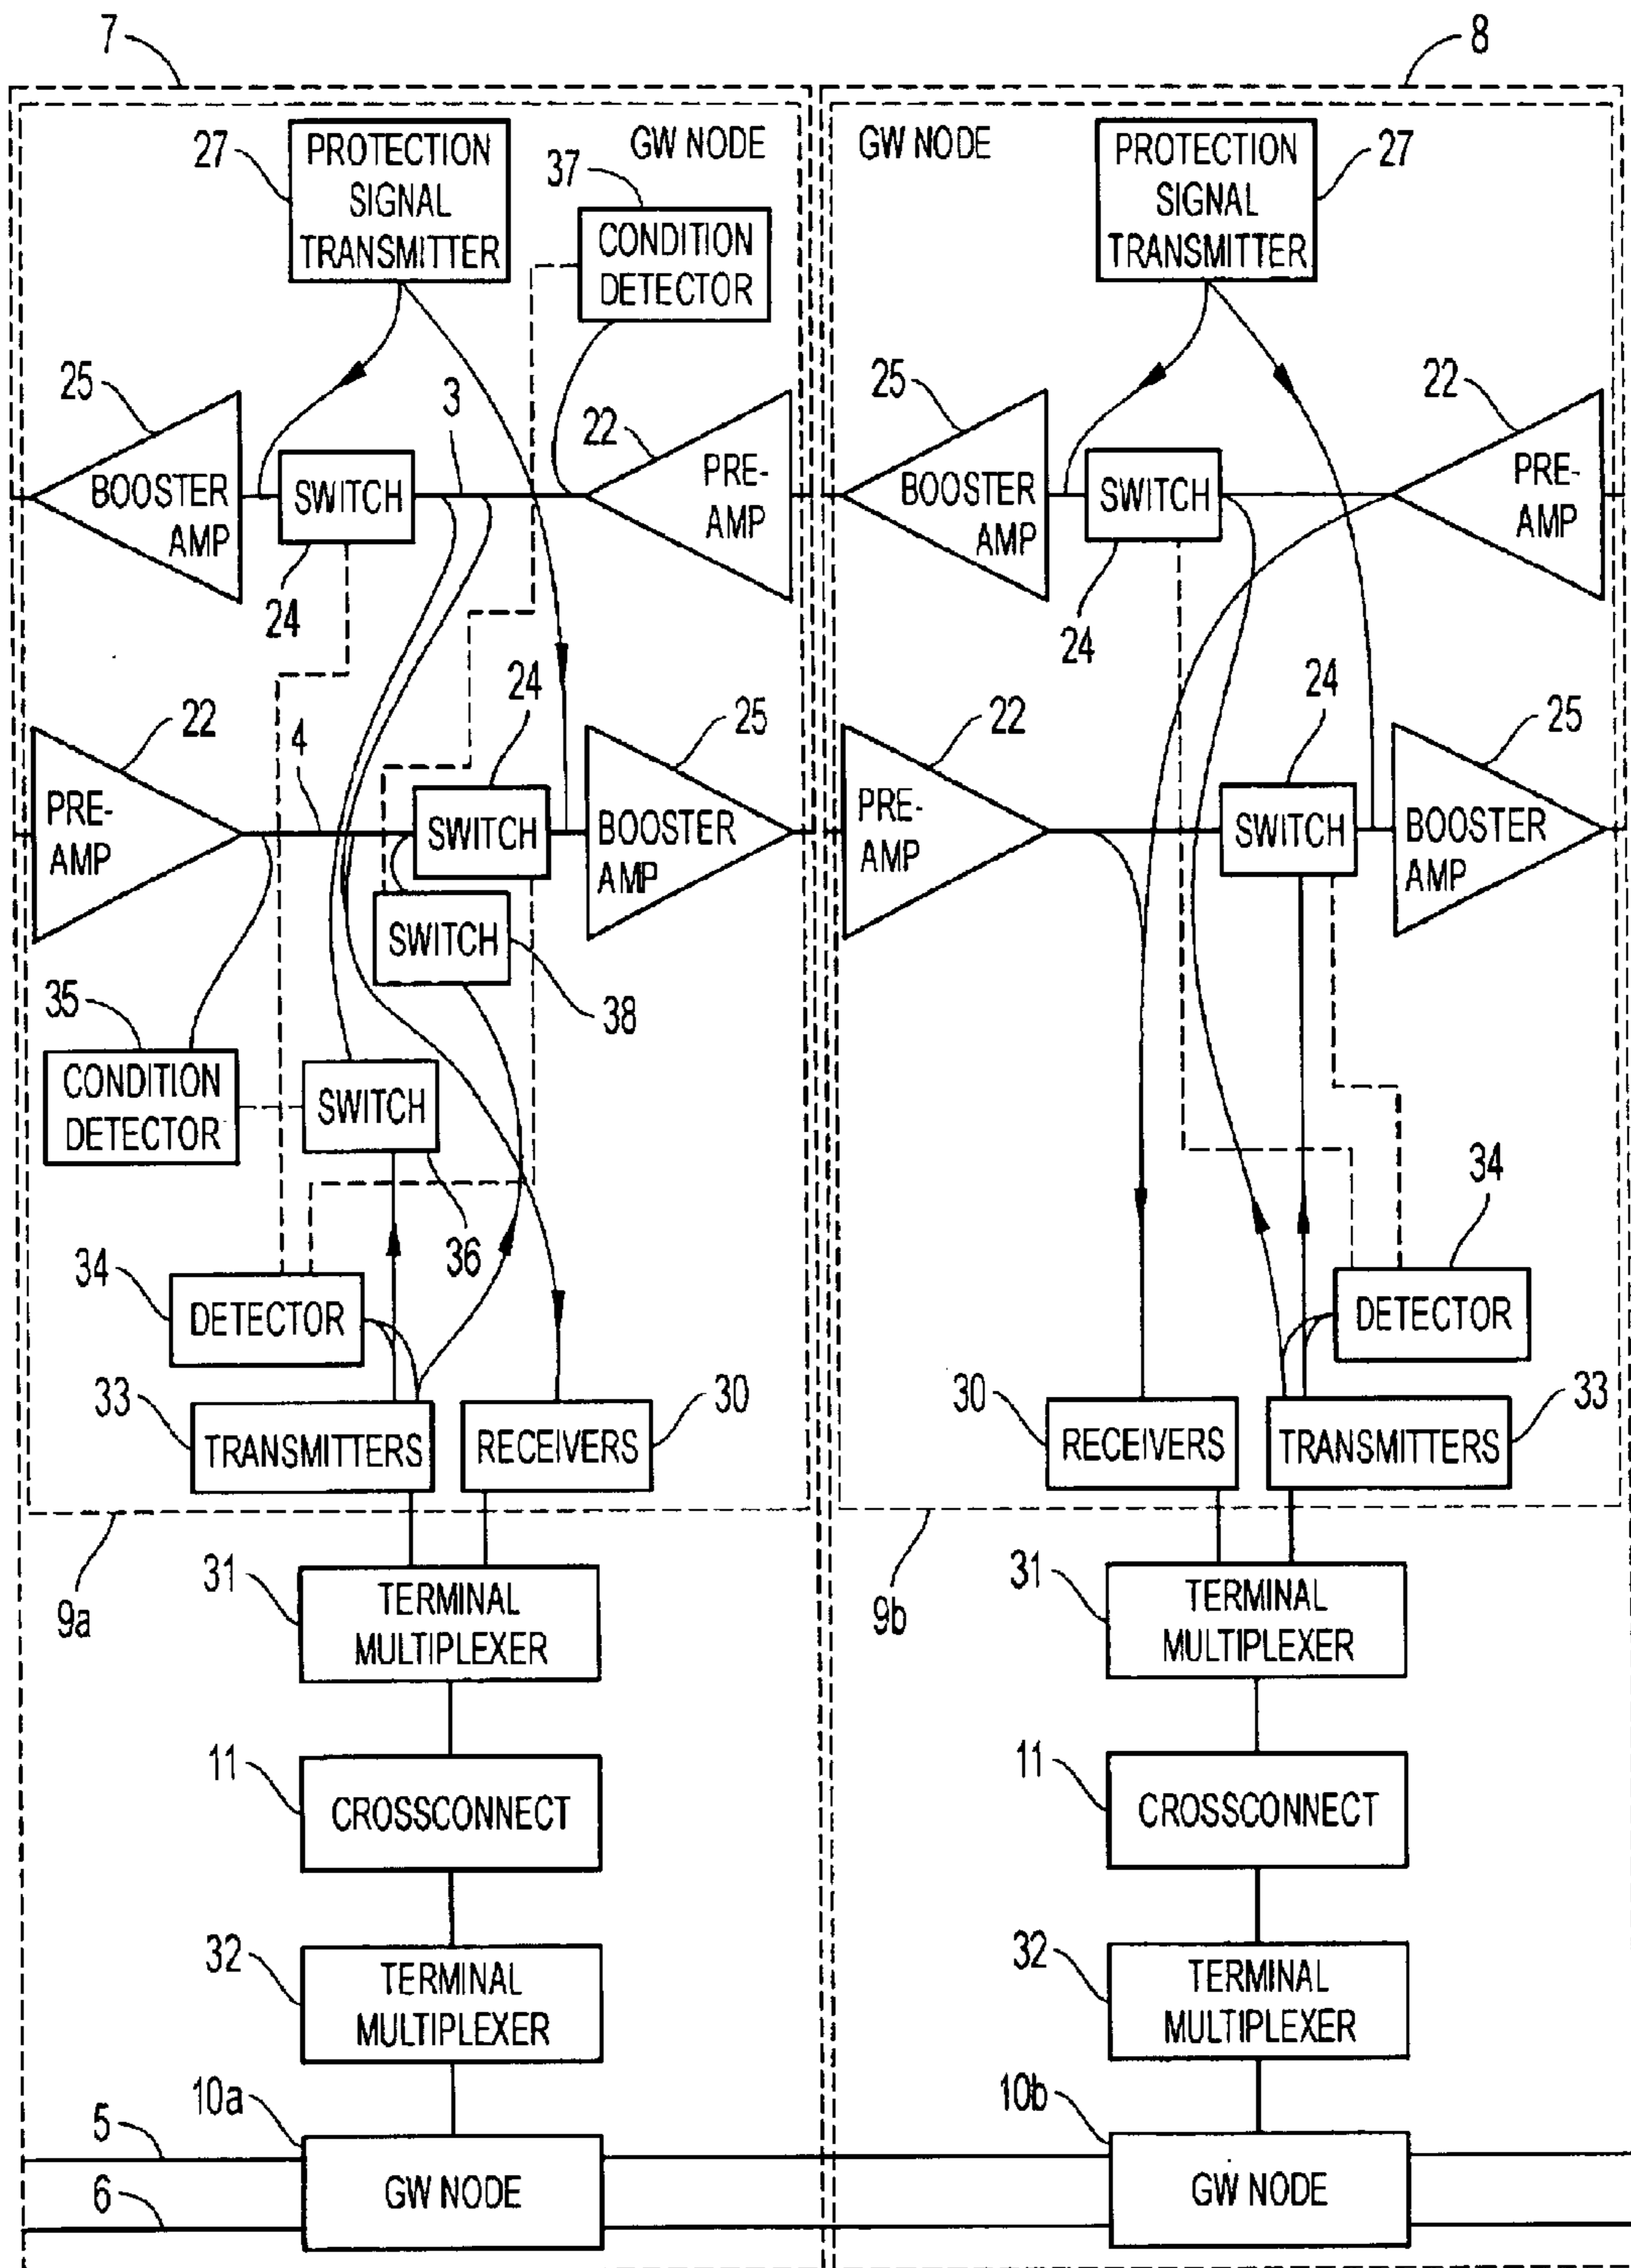 7
8
27
PROTECTION
SIGNAL
TRANSMITTER
GW NODE
37
CONDITION
DETECTOR
GW NODE
PROTECTION
SIGNAL
TRANSMITTER
27
25
BOOSTER
AMP
SWITCH
24
3
22
PRE-
AMP
25
BOOSTER
AMP
SWITCH
24
22
PRE-
AMP
22
PRE-
AMP
4
24
SWITCH
25
BOOSTER
AMP
SWITCH
38
22
PRE-
AMP
24
SWITCH
25
BOOSTER
AMP
35
CONDITION
DETECTOR
SWITCH
36
34
DETECTOR
34
DETECTOR
33
TRANSMITTERS
30
RECEIVERS
30
RECEIVERS
33
TRANSMITTERS
9a
31
TERMINAL
MULTIPLEXER
9b
31
TERMINAL
MULTIPLEXER
11
CROSSCONNECT
11
CROSSCONNECT
32
TERMINAL
MULTIPLEXER
32
TERMINAL
MULTIPLEXER
10a
5
6
GW NODE
10b
GW NODE